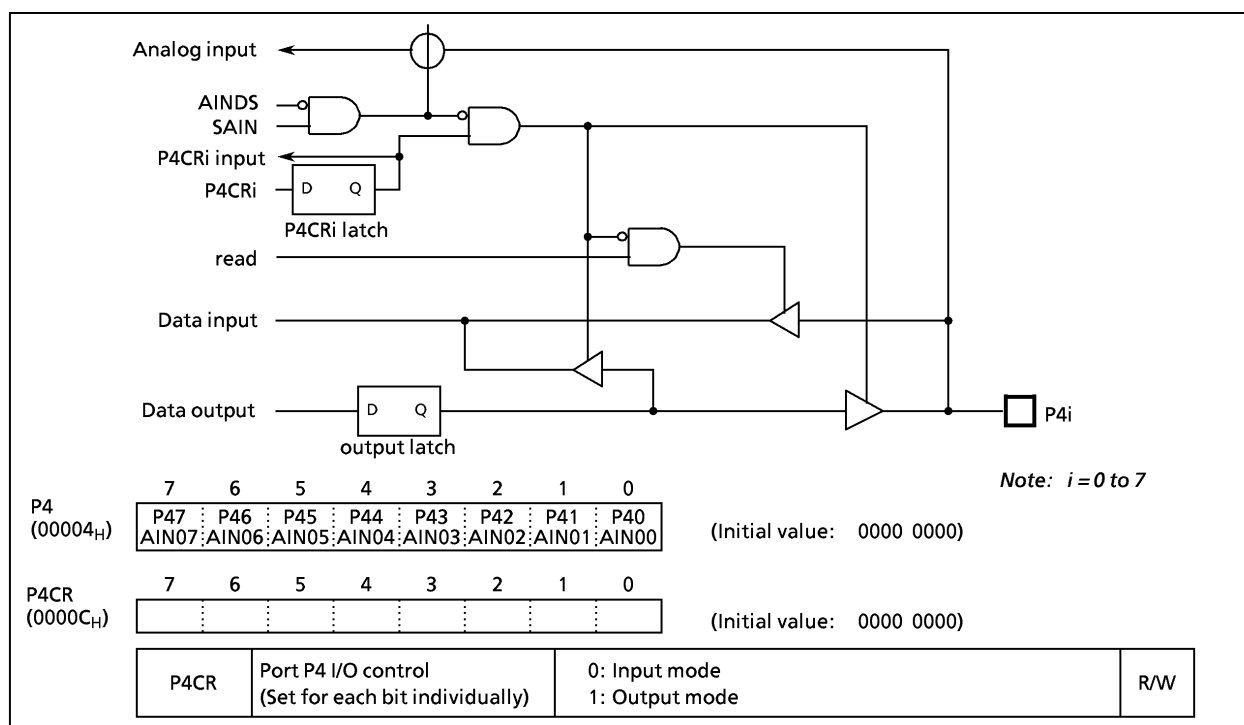 Analog input
AINDS
SAIN
P4CRi input
P4CRi
D Q
P4CRi latch
read
Data input
Data output
D Q
output latch
P4i
Note: i = 0 to 7
7 6 5 4 3 2 1 0
P4
(00004H)
P47 P46 P45 P44 P43 P42 P41 P40
AIN07 AIN06 AIN05 AIN04 AIN03 AIN02 AIN01 AIN00
(Initial value: 0000 0000)
7 6 5 4 3 2 1 0
P4CR
(0000CH)
(Initial value: 0000 0000)
P4CR
Port P4 I/O control
(Set for each bit individually)
0: Input mode
1: Output mode
R/W